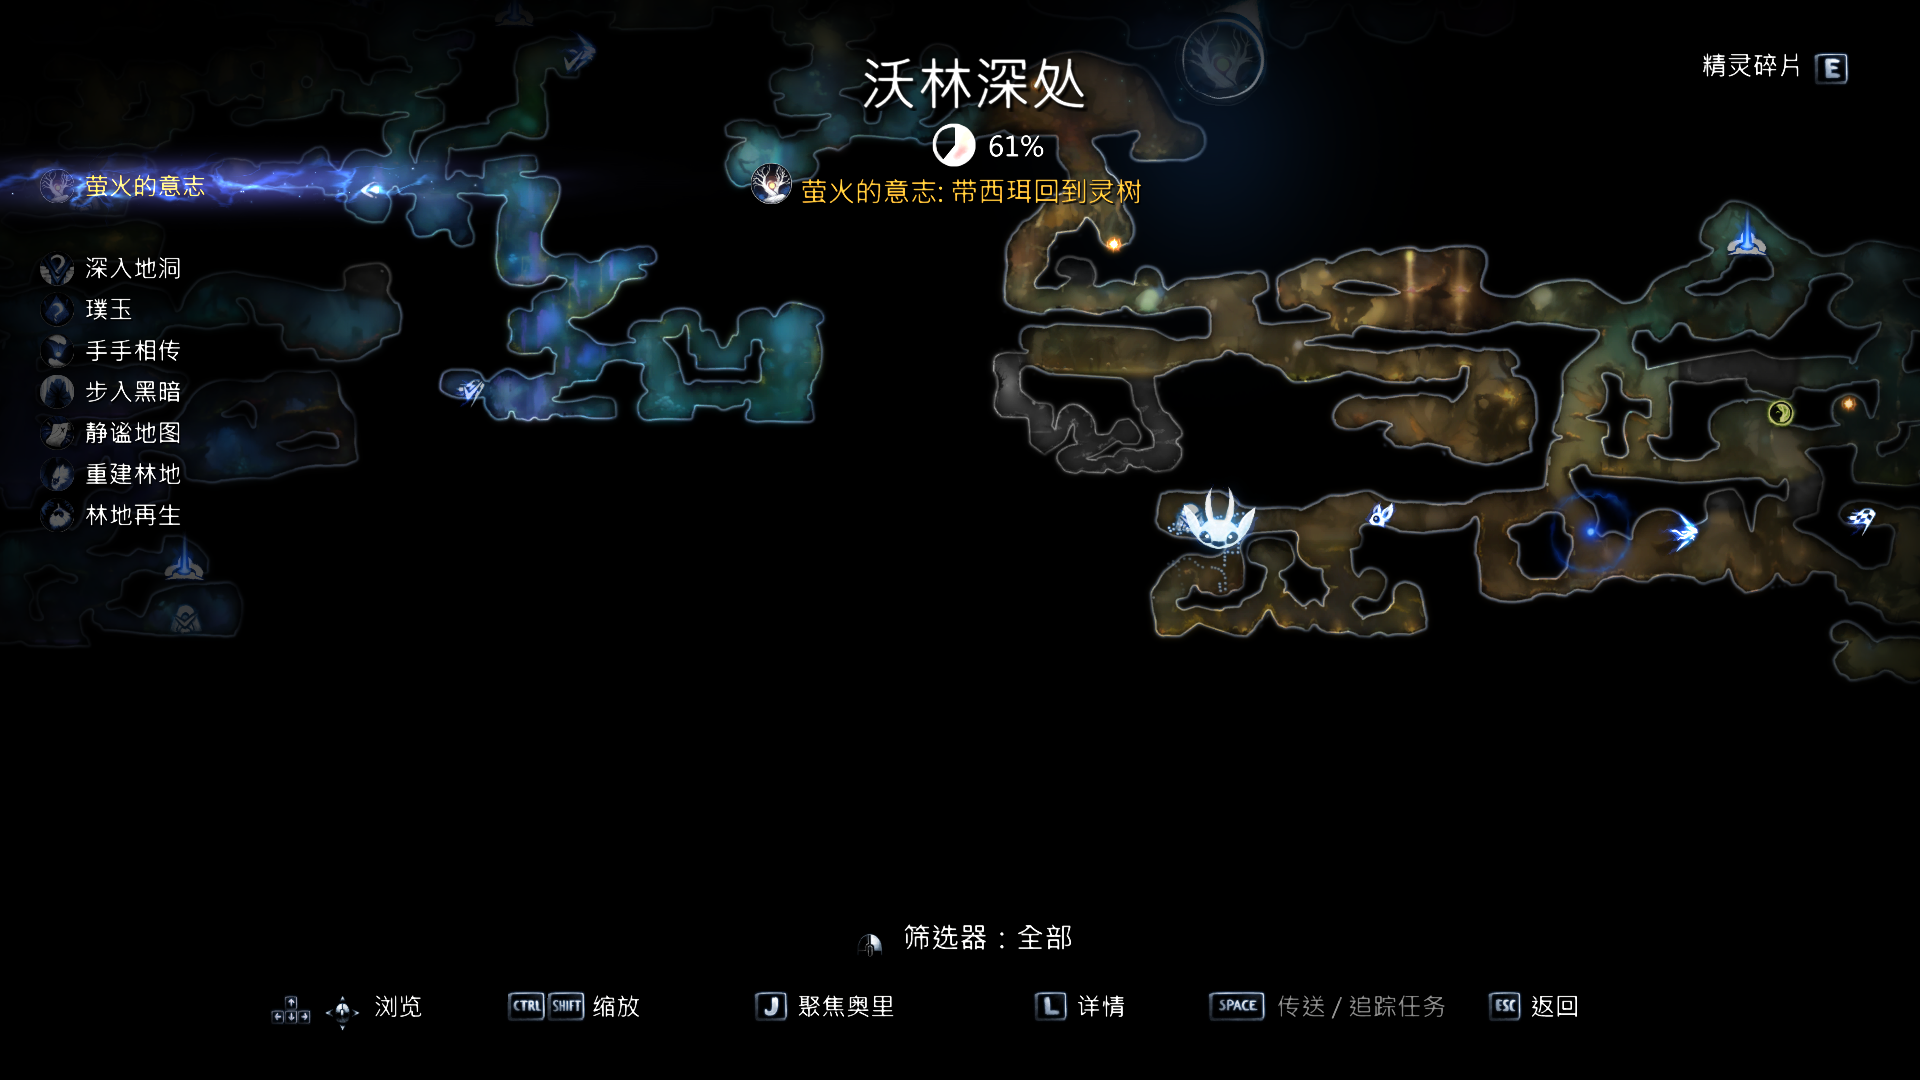 沃林深处
精灵碎片 E
61%
萤火的意志: 带西珥回到灵树
萤火的意志
深入地洞
璞玉
手手相传
步入黑暗
静谧地图
重建林地
林地再生
筛选器：全部
浏览 CTRL SHIFT 缩放 J 聚焦奥里 L 详情 SPACE 传送 / 追踪任务 ESC 返回